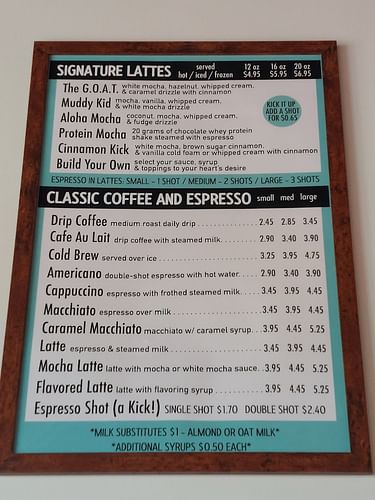 SIGNATURE LATTES served hot / iced / frozen 12 oz $4.95 16 oz $5.95 20 oz $6.95
The G.O.A.T. white mocha, hazelnut, whipped cream, & caramel drizzle with cinnamon
Muddy Kid mocha, vanilla, whipped cream, & white mocha drizzle
KICK IT UP ADD A SHOT FOR $0.65
Aloha Mocha coconut, mocha, whipped cream, & fudge drizzle
Protein Mocha 20 grams of chocolate whey protein shake steamed with espresso
Cinnamon Kick white mocha, brown sugar cinnamon, & vanilla cold foam or whipped cream with cinnamon
Build Your Own select your sauce, syrup & toppings to your heart's desire
ESPRESSO IN LATTES: SMALL - 1 SHOT / MEDIUM - 2 SHOTS / LARGE - 3 SHOTS
CLASSIC COFFEE AND ESPRESSO small med large
Drip Coffee medium roast daily drip 2.45 2.85 3.45
Cafe Au Lait drip coffee with steamed milk 2.90 3.40 3.90
Cold Brew served over ice 3.25 3.95 4.75
Americano double-shot espresso with hot water 2.90 3.40 3.90
Cappuccino espresso with frothed steamed milk 3.45 3.95 4.45
Macchiato espresso over milk 3.45 3.95 4.45
Caramel Macchiato macchiato w/ caramel syrup 3.95 4.45 5.25
Latte espresso & steamed milk 3.45 3.95 4.45
Mocha Latte latte with mocha or white mocha sauce 3.95 4.45 5.25
Flavored Latte latte with flavoring syrup 3.95 4.45 5.25
Espresso Shot (a Kick!) SINGLE SHOT $1.70 DOUBLE SHOT $2.40
*MILK SUBSTITUTES $1 - ALMOND OR OAT MILK*
*ADDITIONAL SYRUPS $0.50 EACH*